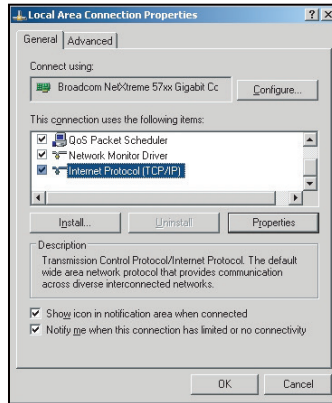 Local Area Connection Properties
General Advanced
Connect using:
Broadcom NetXtreme 57xx Gigabit Cc
Configure...
This connection uses the following items:
QoS Packet Scheduler
Network Monitor Driver
Internet Protocol (TCP/IP)
Install... Uninstall Properties
Description
Transmission Control Protocol/Internet Protocol. The default
wide area network protocol that provides communication
across diverse interconnected networks.
Show icon in notification area when connected
Notify me when this connection has limited or no connectivity
OK Cancel